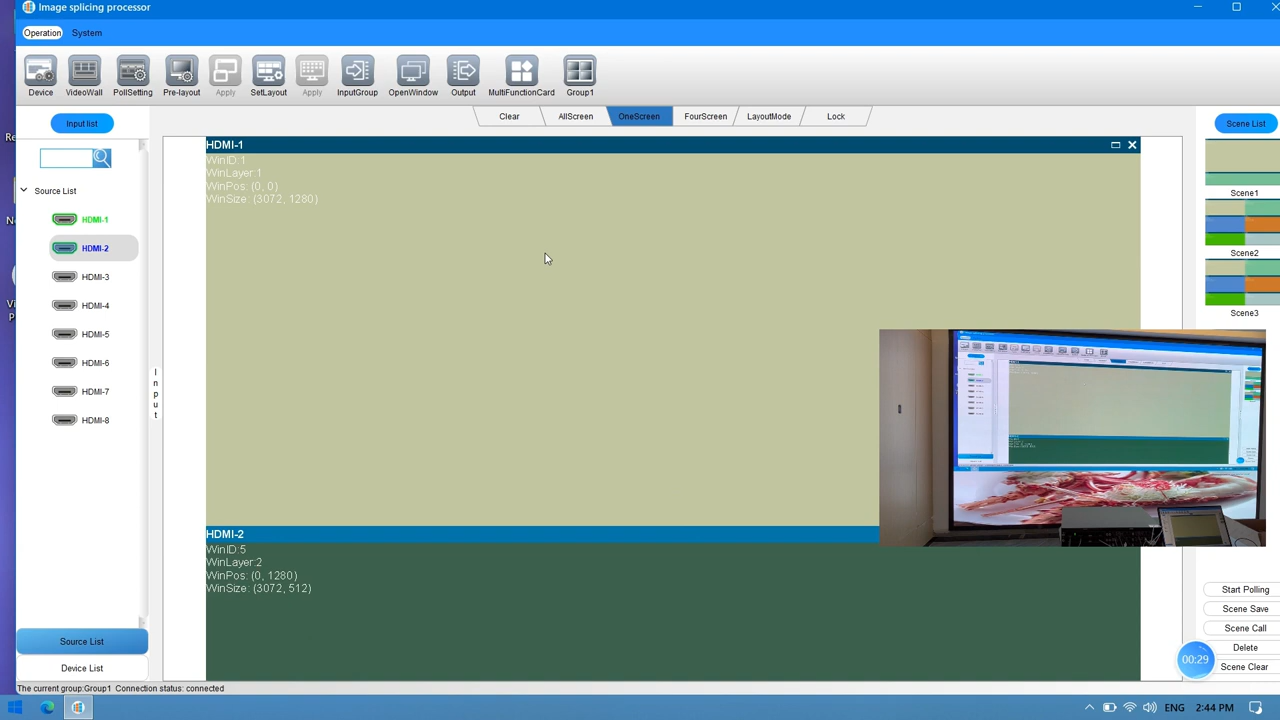 Image splicing processor
Operation System
Device VideoWall PollSetting Pre-layout Apply SetLayout Apply InputGroup OpenWindow Output MultiFunctionCard Group1
Input list
Clear AllScreen OneScreen FourScreen LayoutMode Lock
Scene List
HDMI-1
WinID:1
WinLayer:1
WinPos: (0, 0)
WinSize: (3072, 1280)
Source List
HDMI-1
HDMI-2
HDMI-3
HDMI-4
HDMI-5
HDMI-6
HDMI-7
HDMI-8
Input
Scene1
Scene2
Scene3
HDMI-2
WinID:5
WinLayer:2
WinPos: (0, 1280)
WinSize: (3072, 512)
Start Polling
Scene Save
Scene Call
Delete
Scene Clear
00:29
Source List
Device List
The current group:Group1 Connection status: connected
ENG 2:44 PM